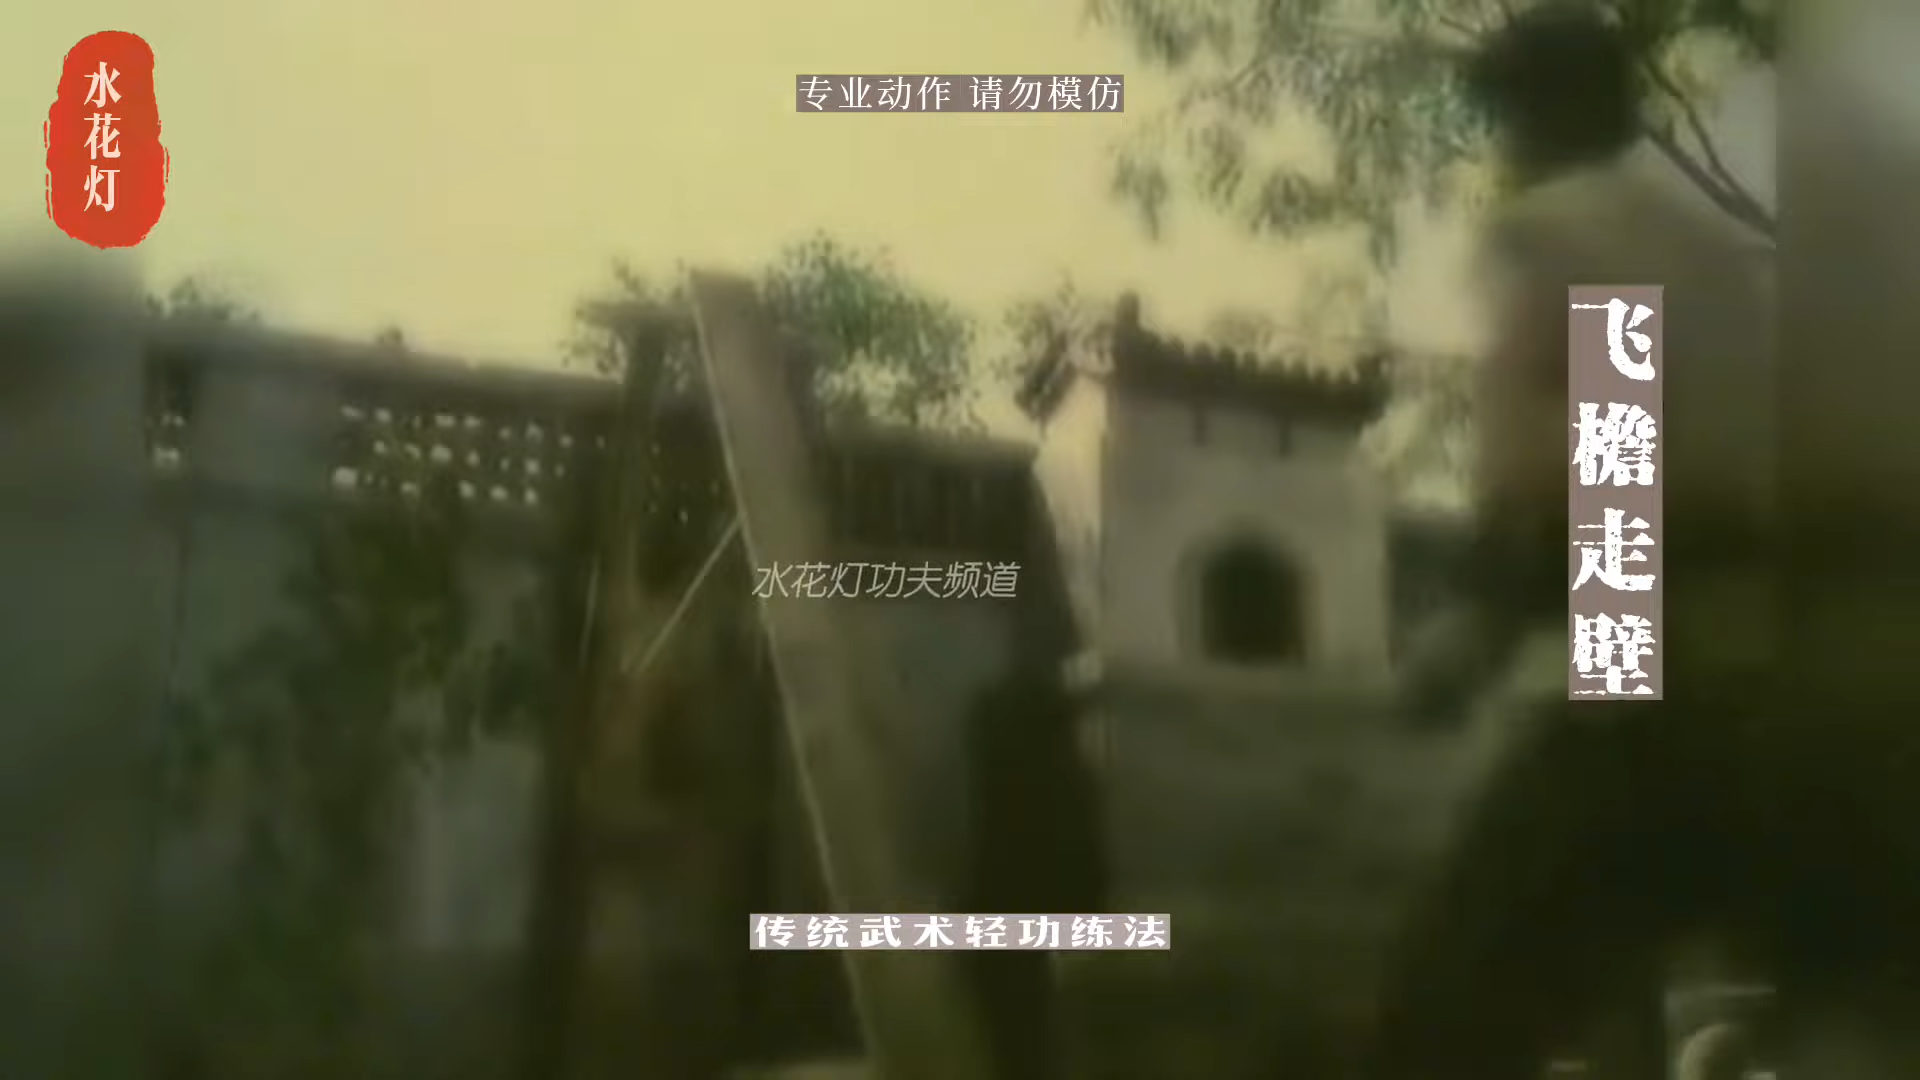 水花灯
专业动作 请勿模仿
飞檐走壁
水花灯功夫频道
传统武术轻功练法